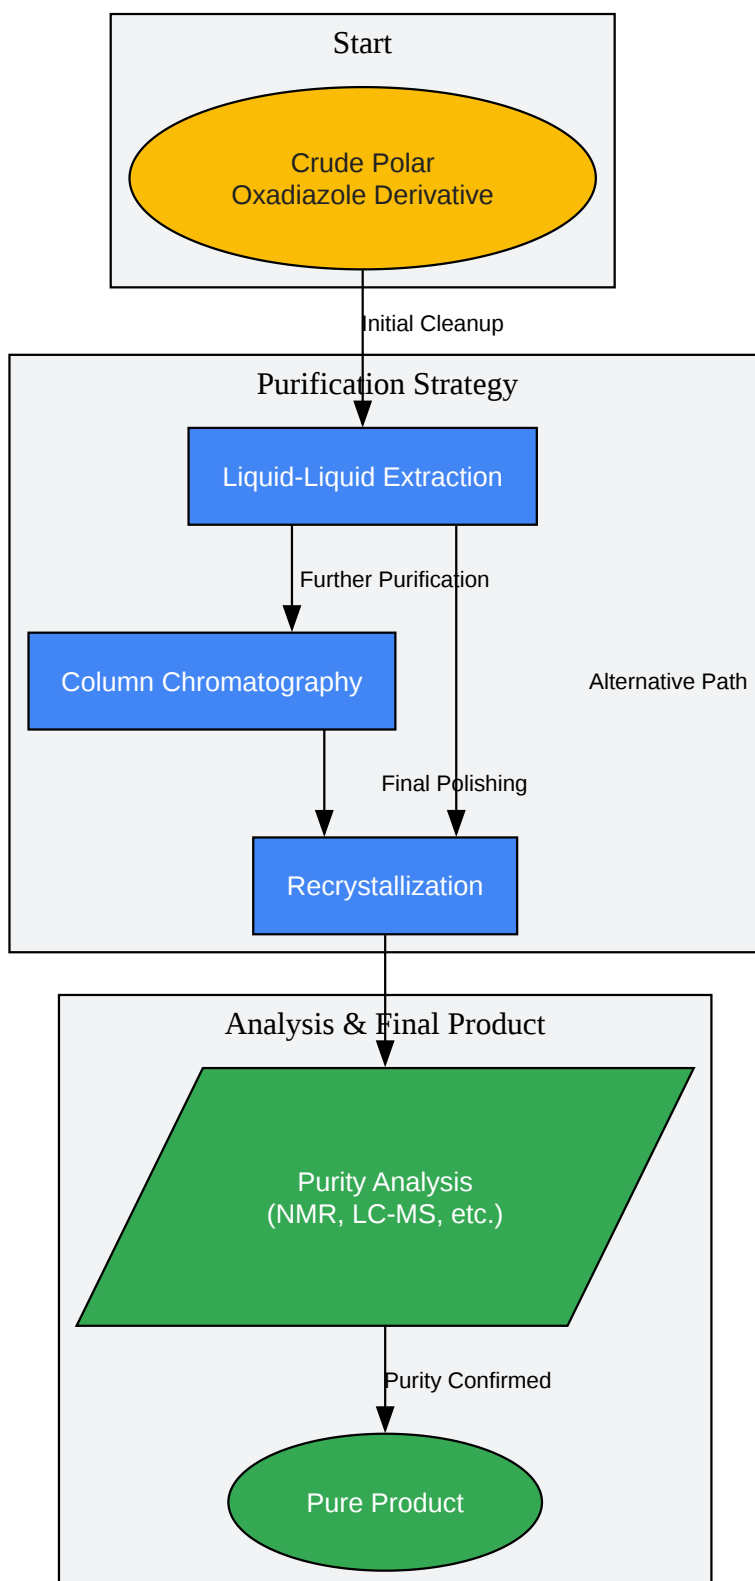 Start
Crude Polar
Oxadiazole Derivative
Initial Cleanup
Purification Strategy
Liquid-Liquid Extraction
Further Purification
Column Chromatography
Alternative Path
Final Polishing
Recrystallization
Analysis & Final Product
Purity Analysis
(NMR, LC-MS, etc.)
Purity Confirmed
Pure Product